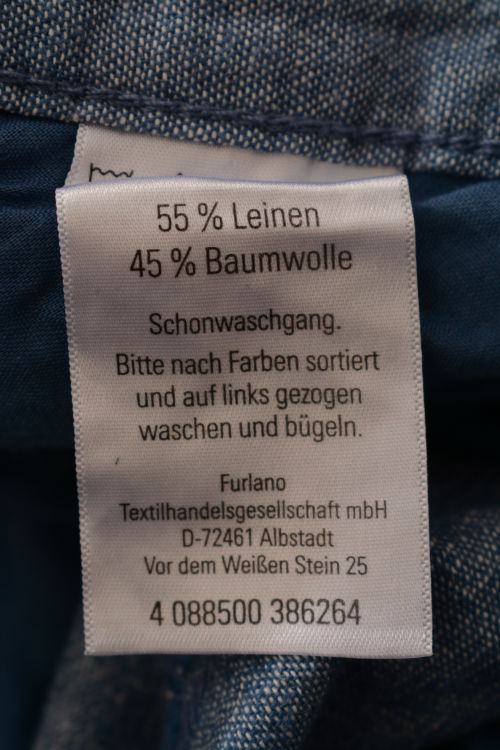 55 % Leinen
45 % Baumwolle
Schonwaschgang.
Bitte nach Farben sortiert
und auf links gezogen
waschen und bügeln.
Furlano
Textilhandelsgesellschaft mbH
D-72461 Albstadt
Vor dem Weißen Stein 25
4 088500 386264